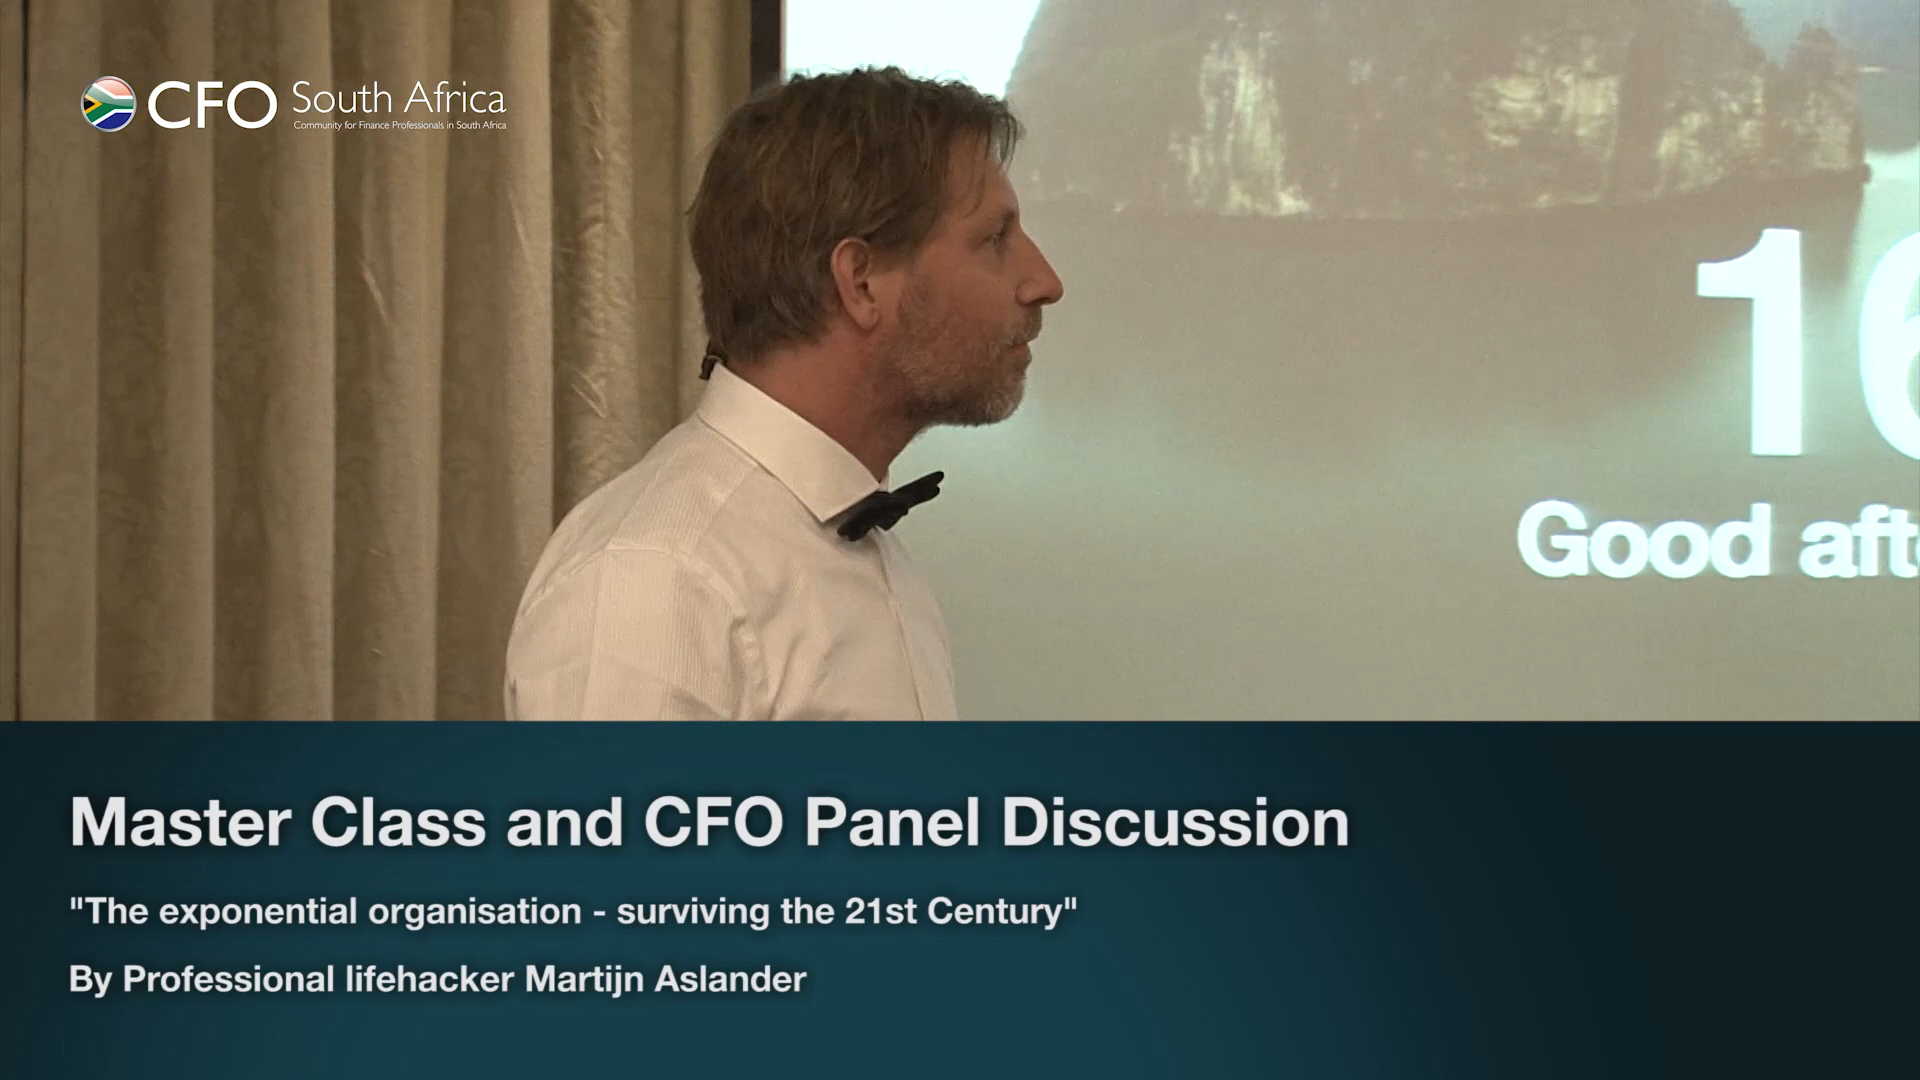 CFO South Africa
Community for Finance Professionals in South Africa
16
Good aft
Master Class and CFO Panel Discussion
"The exponential organisation - surviving the 21st Century"
By Professional lifehacker Martijn Aslander